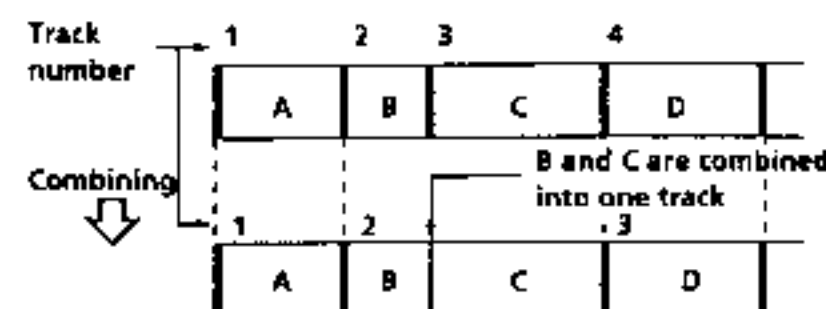 Track number
1 2 3 4
A B C D
Combining
B and C are combined
into one track
1 2 3
A B C D